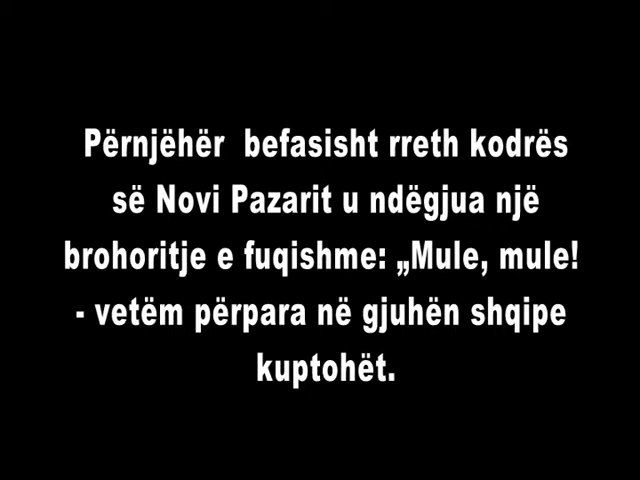 Përnjëhër befasisht rreth kodrës
së Novi Pazarit u ndëgjua një
brohoritje e fuqishme: „Mule, mule!
- vetëm përpara në gjuhën shqipe
kuptohët.